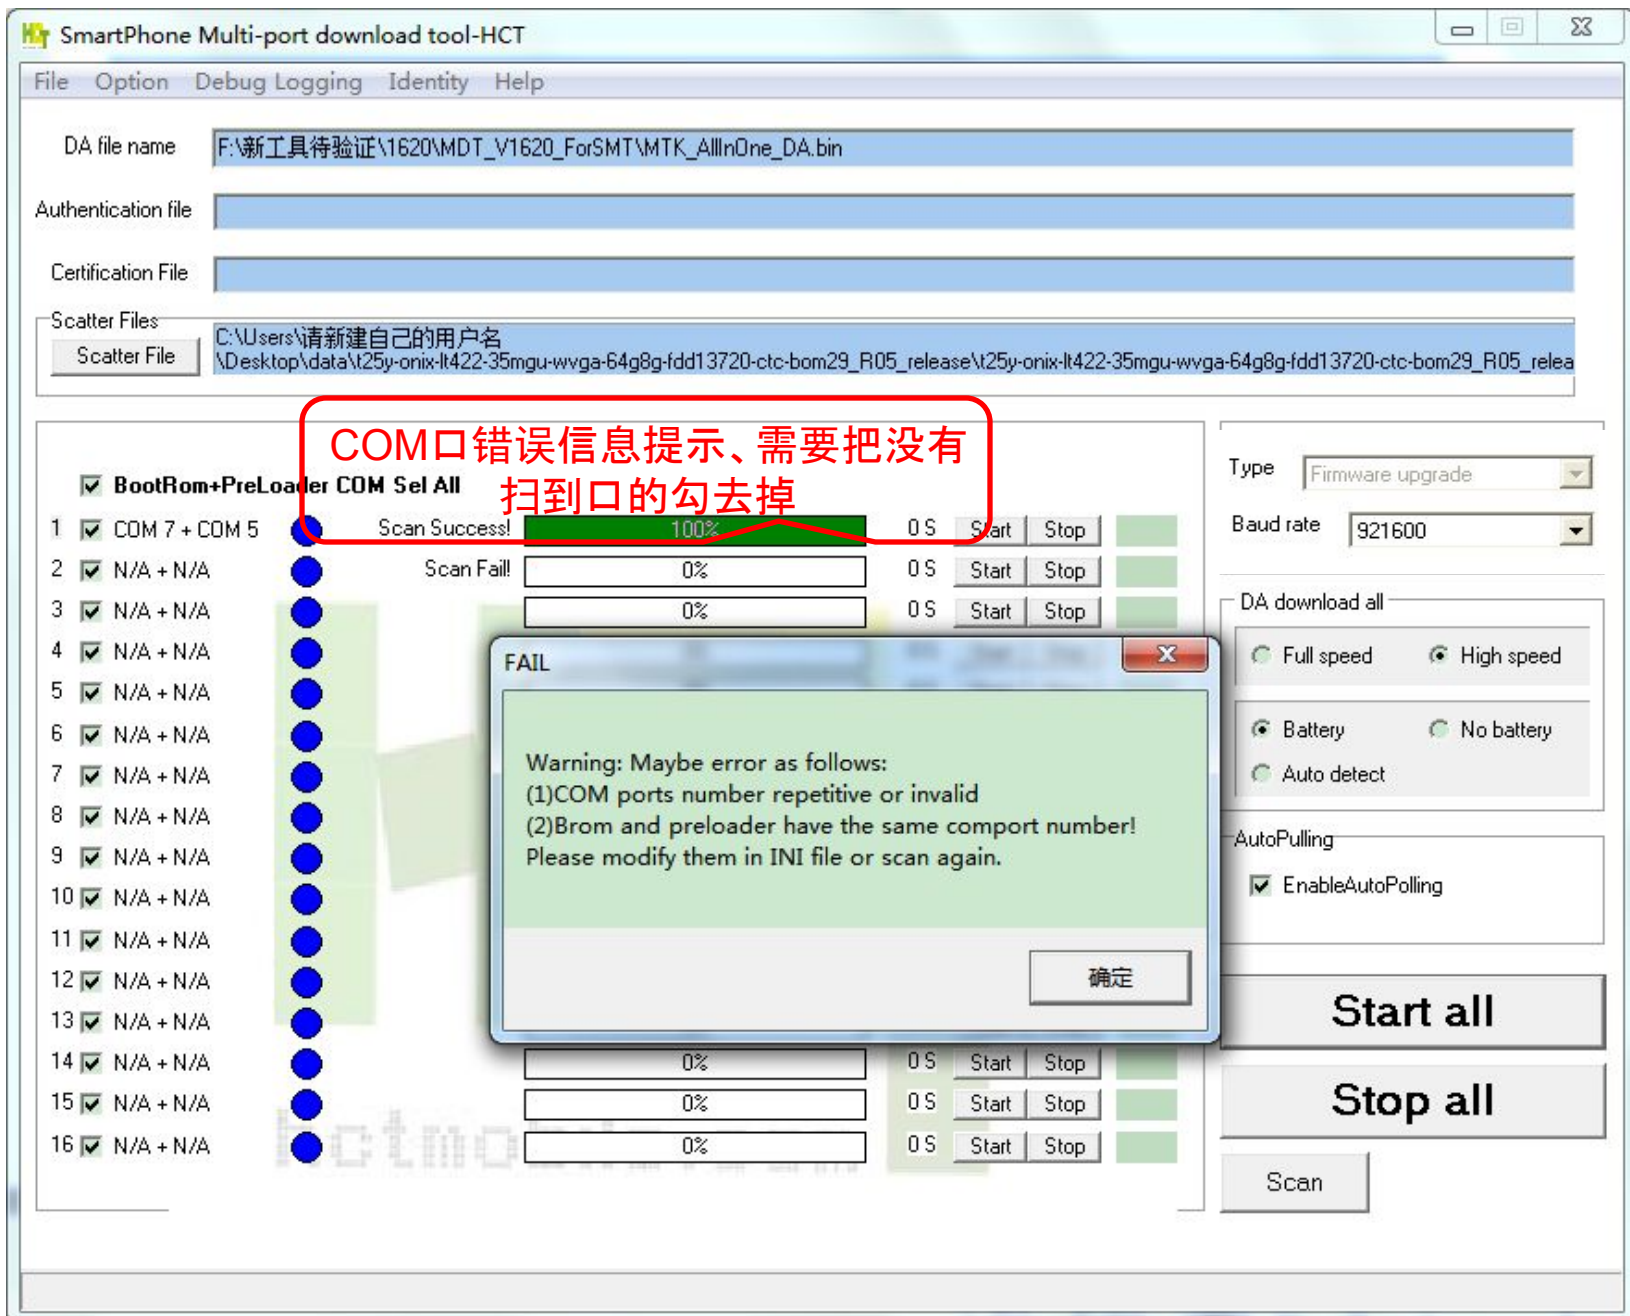 SmartPhone Multi-port download tool-HCT
File Option Debug Logging Identity Help
DA file name F:\新工具待验证\1620\MDT_V1620_ForSMT\MTK_AllInOne_DA.bin
Authentication file
Certification File
Scatter Files
Scatter File
C:\Users\请新建自己的用户名
\Desktop\data\t25y-onix-lt422-35mgu-wvga-64g8g-fdd13720-ctc-bom29_R05_release\t25y-onix-lt422-35mgu-wvga-64g8g-fdd13720-ctc-bom29_R05_relea
COM口错误信息提示、需要把没有
扫到口的勾去掉
BootRom+PreLoader COM Sel All
1 COM 7 + COM 5 Scan Success! 100% 0 S Start Stop
2 N/A + N/A Scan Fail! 0% 0 S Start Stop
3 N/A + N/A 0% 0 S Start Stop
4 N/A + N/A
5 N/A + N/A
6 N/A + N/A
7 N/A + N/A
8 N/A + N/A
9 N/A + N/A
10 N/A + N/A
11 N/A + N/A
12 N/A + N/A
13 N/A + N/A
14 N/A + N/A 0% 0 S Start Stop
15 N/A + N/A 0% 0 S Start Stop
16 N/A + N/A 0% 0 S Start Stop
FAIL
Warning: Maybe error as follows:
(1)COM ports number repetitive or invalid
(2)Brom and preloader have the same comport number!
Please modify them in INI file or scan again.
确定
Type Firmware upgrade
Baud rate 921600
DA download all
Full speed High speed
Battery No battery
Auto detect
AutoPulling
EnableAutoPolling
Start all
Stop all
Scan